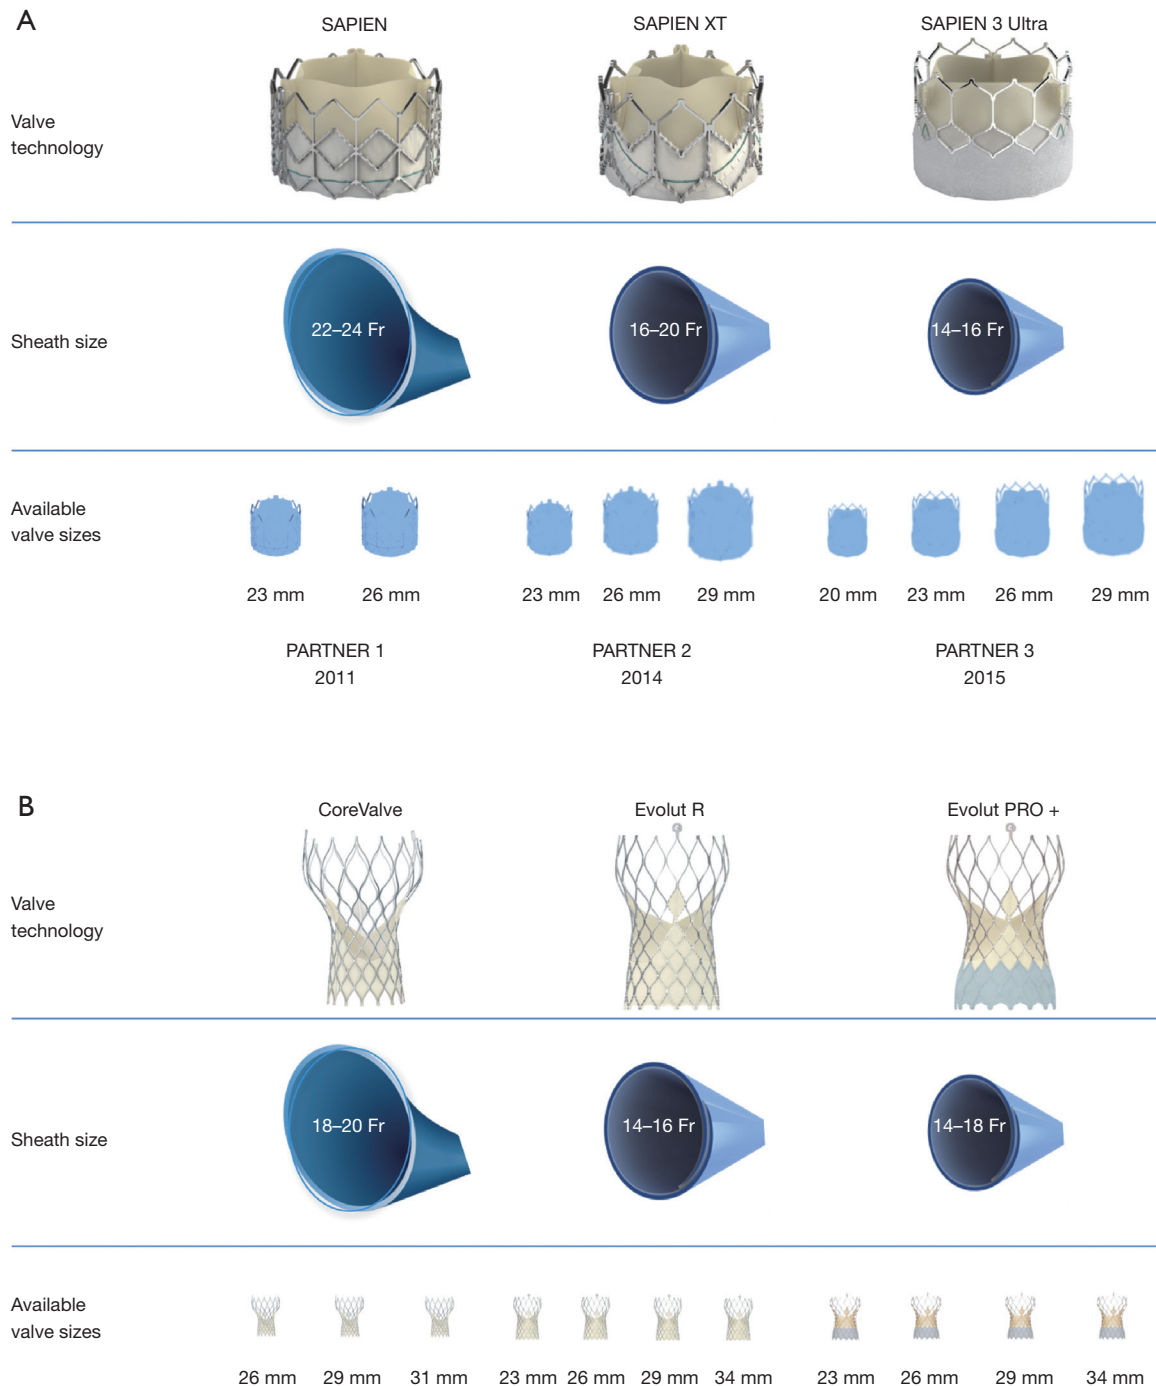 A
SAPIEN SAPIEN XT SAPIEN 3 Ultra
Valve
technology
22–24 Fr 16–20 Fr 14–16 Fr
Sheath size
Available
valve sizes
23 mm 26 mm 23 mm 26 mm 29 mm 20 mm 23 mm 26 mm 29 mm
PARTNER 1 PARTNER 2 PARTNER 3
2011 2014 2015
B
CoreValve Evolut R Evolut PRO +
Valve
technology
18–20 Fr 14–16 Fr 14–18 Fr
Sheath size
Available
valve sizes
26 mm 29 mm 31 mm 23 mm 26 mm 29 mm 34 mm 23 mm 26 mm 29 mm 34 mm